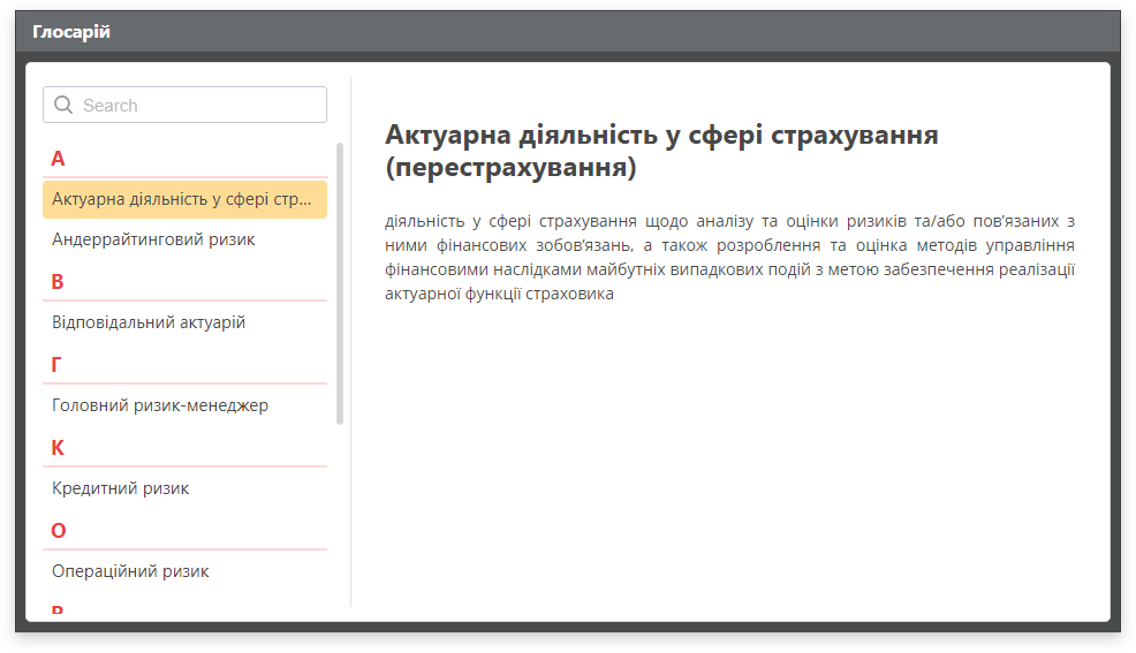 Глосарій
Search
А
Актуарна діяльність у сфері стр...
Андеррайтинговий ризик
В
Відповідальний актуарій
Г
Головний ризик-менеджер
К
Кредитний ризик
О
Операційний ризик
Актуарна діяльність у сфері страхування
(перестрахування)
діяльність у сфері страхування щодо аналізу та оцінки ризиків та/або пов’язаних з
ними фінансових зобов’язань, а також розроблення та оцінка методів управління
фінансовими наслідками майбутніх випадкових подій з метою забезпечення реалізації
актуарної функції страховика